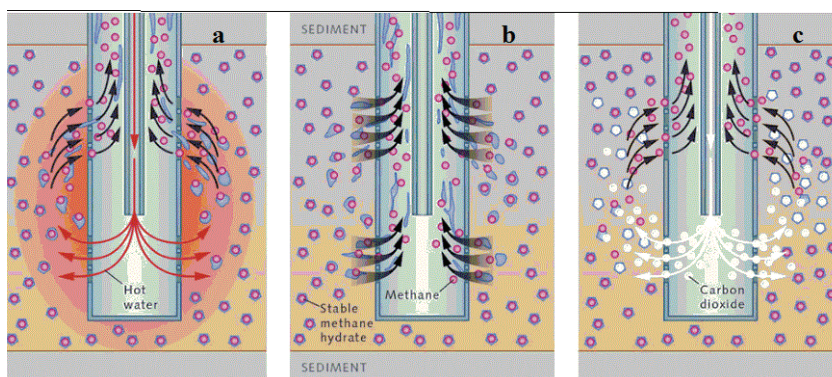 a
Hot
water
SEDIMENT
b
Stable
methane
hydrate
Methane
SEDIMENT
c
Carbon
dioxide